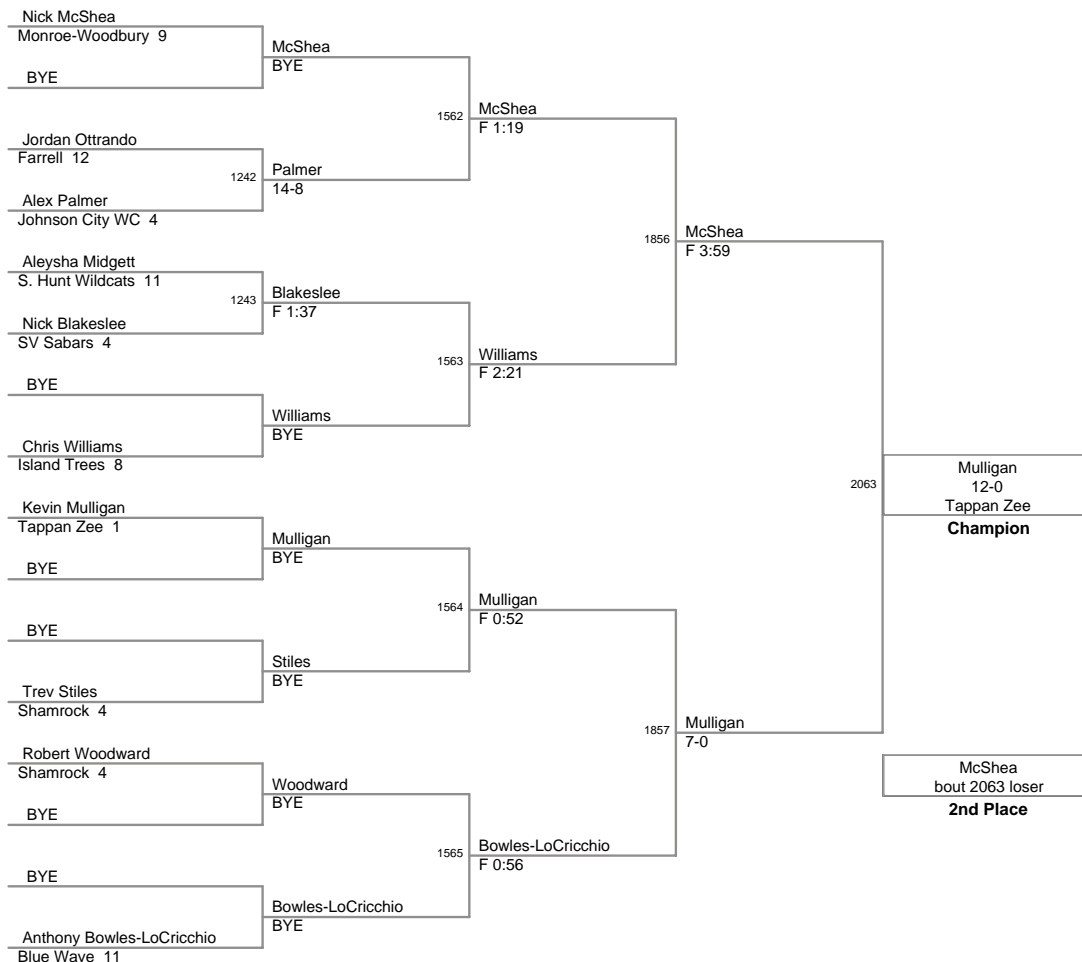 Nick McShea
Monroe-Woodbury 9
BYE
McShea
BYE
1562
McShea
F 1:19
Jordan Ottrando
Farrell 12
1242
Palmer
14-8
Alex Palmer
Johnson City WC 4
1856
McShea
F 3:59
Aleysha Midgett
S. Hunt Wildcats 11
1243
Blakeslee
F 1:37
Nick Blakeslee
SV Sabars 4
1563
Williams
F 2:21
BYE
Williams
BYE
Chris Williams
Island Trees 8
2063
Mulligan
12-0
Tappan Zee
Champion
Kevin Mulligan
Tappan Zee 1
Mulligan
BYE
BYE
1564
Mulligan
F 0:52
BYE
Stiles
BYE
Trev Stiles
Shamrock 4
1857
Mulligan
7-0
Robert Woodward
Shamrock 4
Woodward
BYE
BYE
McShea
bout 2063 loser
2nd Place
1565
Bowles-LoCricchio
F 0:56
BYE
Bowles-LoCricchio
BYE
Anthony Bowles-LoCricchio
Blue Wave 11